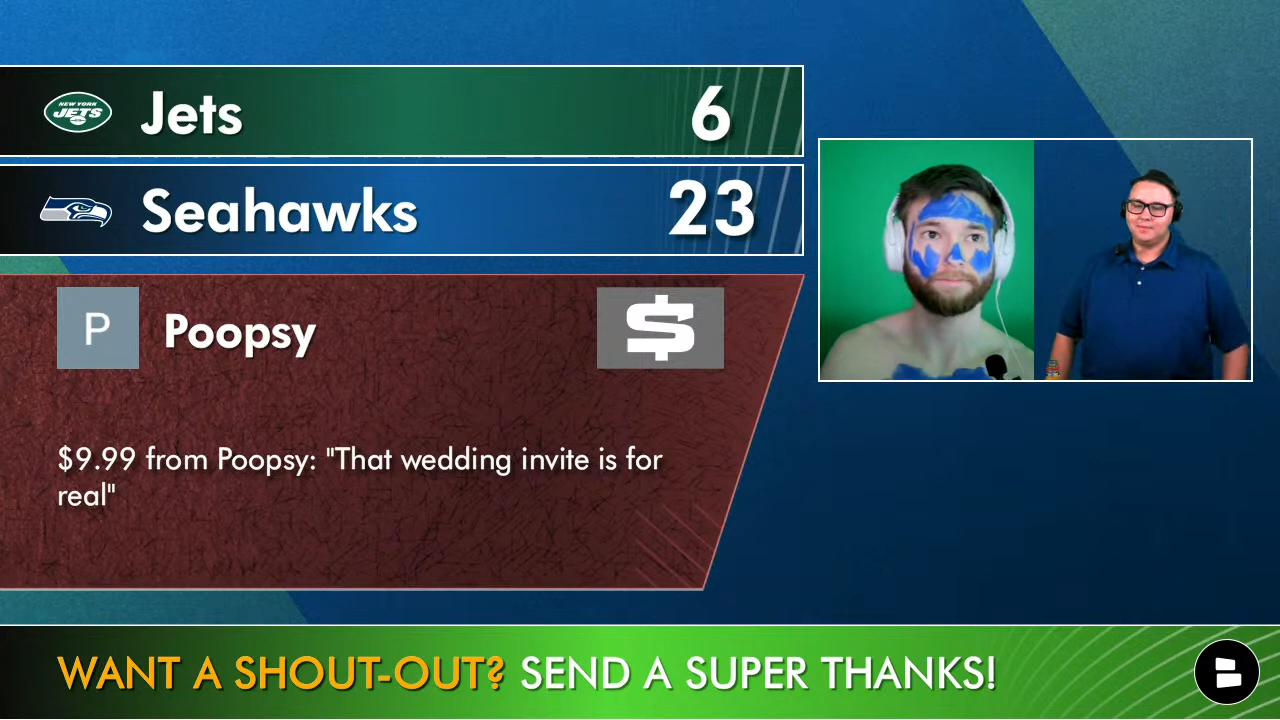 NEW YORK
JETS
Jets
6
Seahawks
23
P
Poopsy
$
$9.99 from Poopsy: "That wedding invite is for
real"
WANT A SHOUT-OUT? SEND A SUPER THANKS!